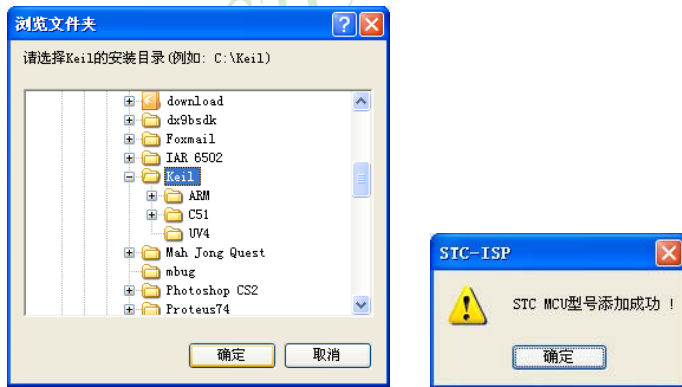 浏览文件夹
请选择Keil的安装目录(例如: C:\Keil)
download
dx9bsdk
Foxmail
IAR 6502
Keil
ARM
C51
UV4
Mah Jong Quest
mbug
Photoshop CS2
Proteus74
确定
取消
STC-ISP
STC MCU型号添加成功 !
确定